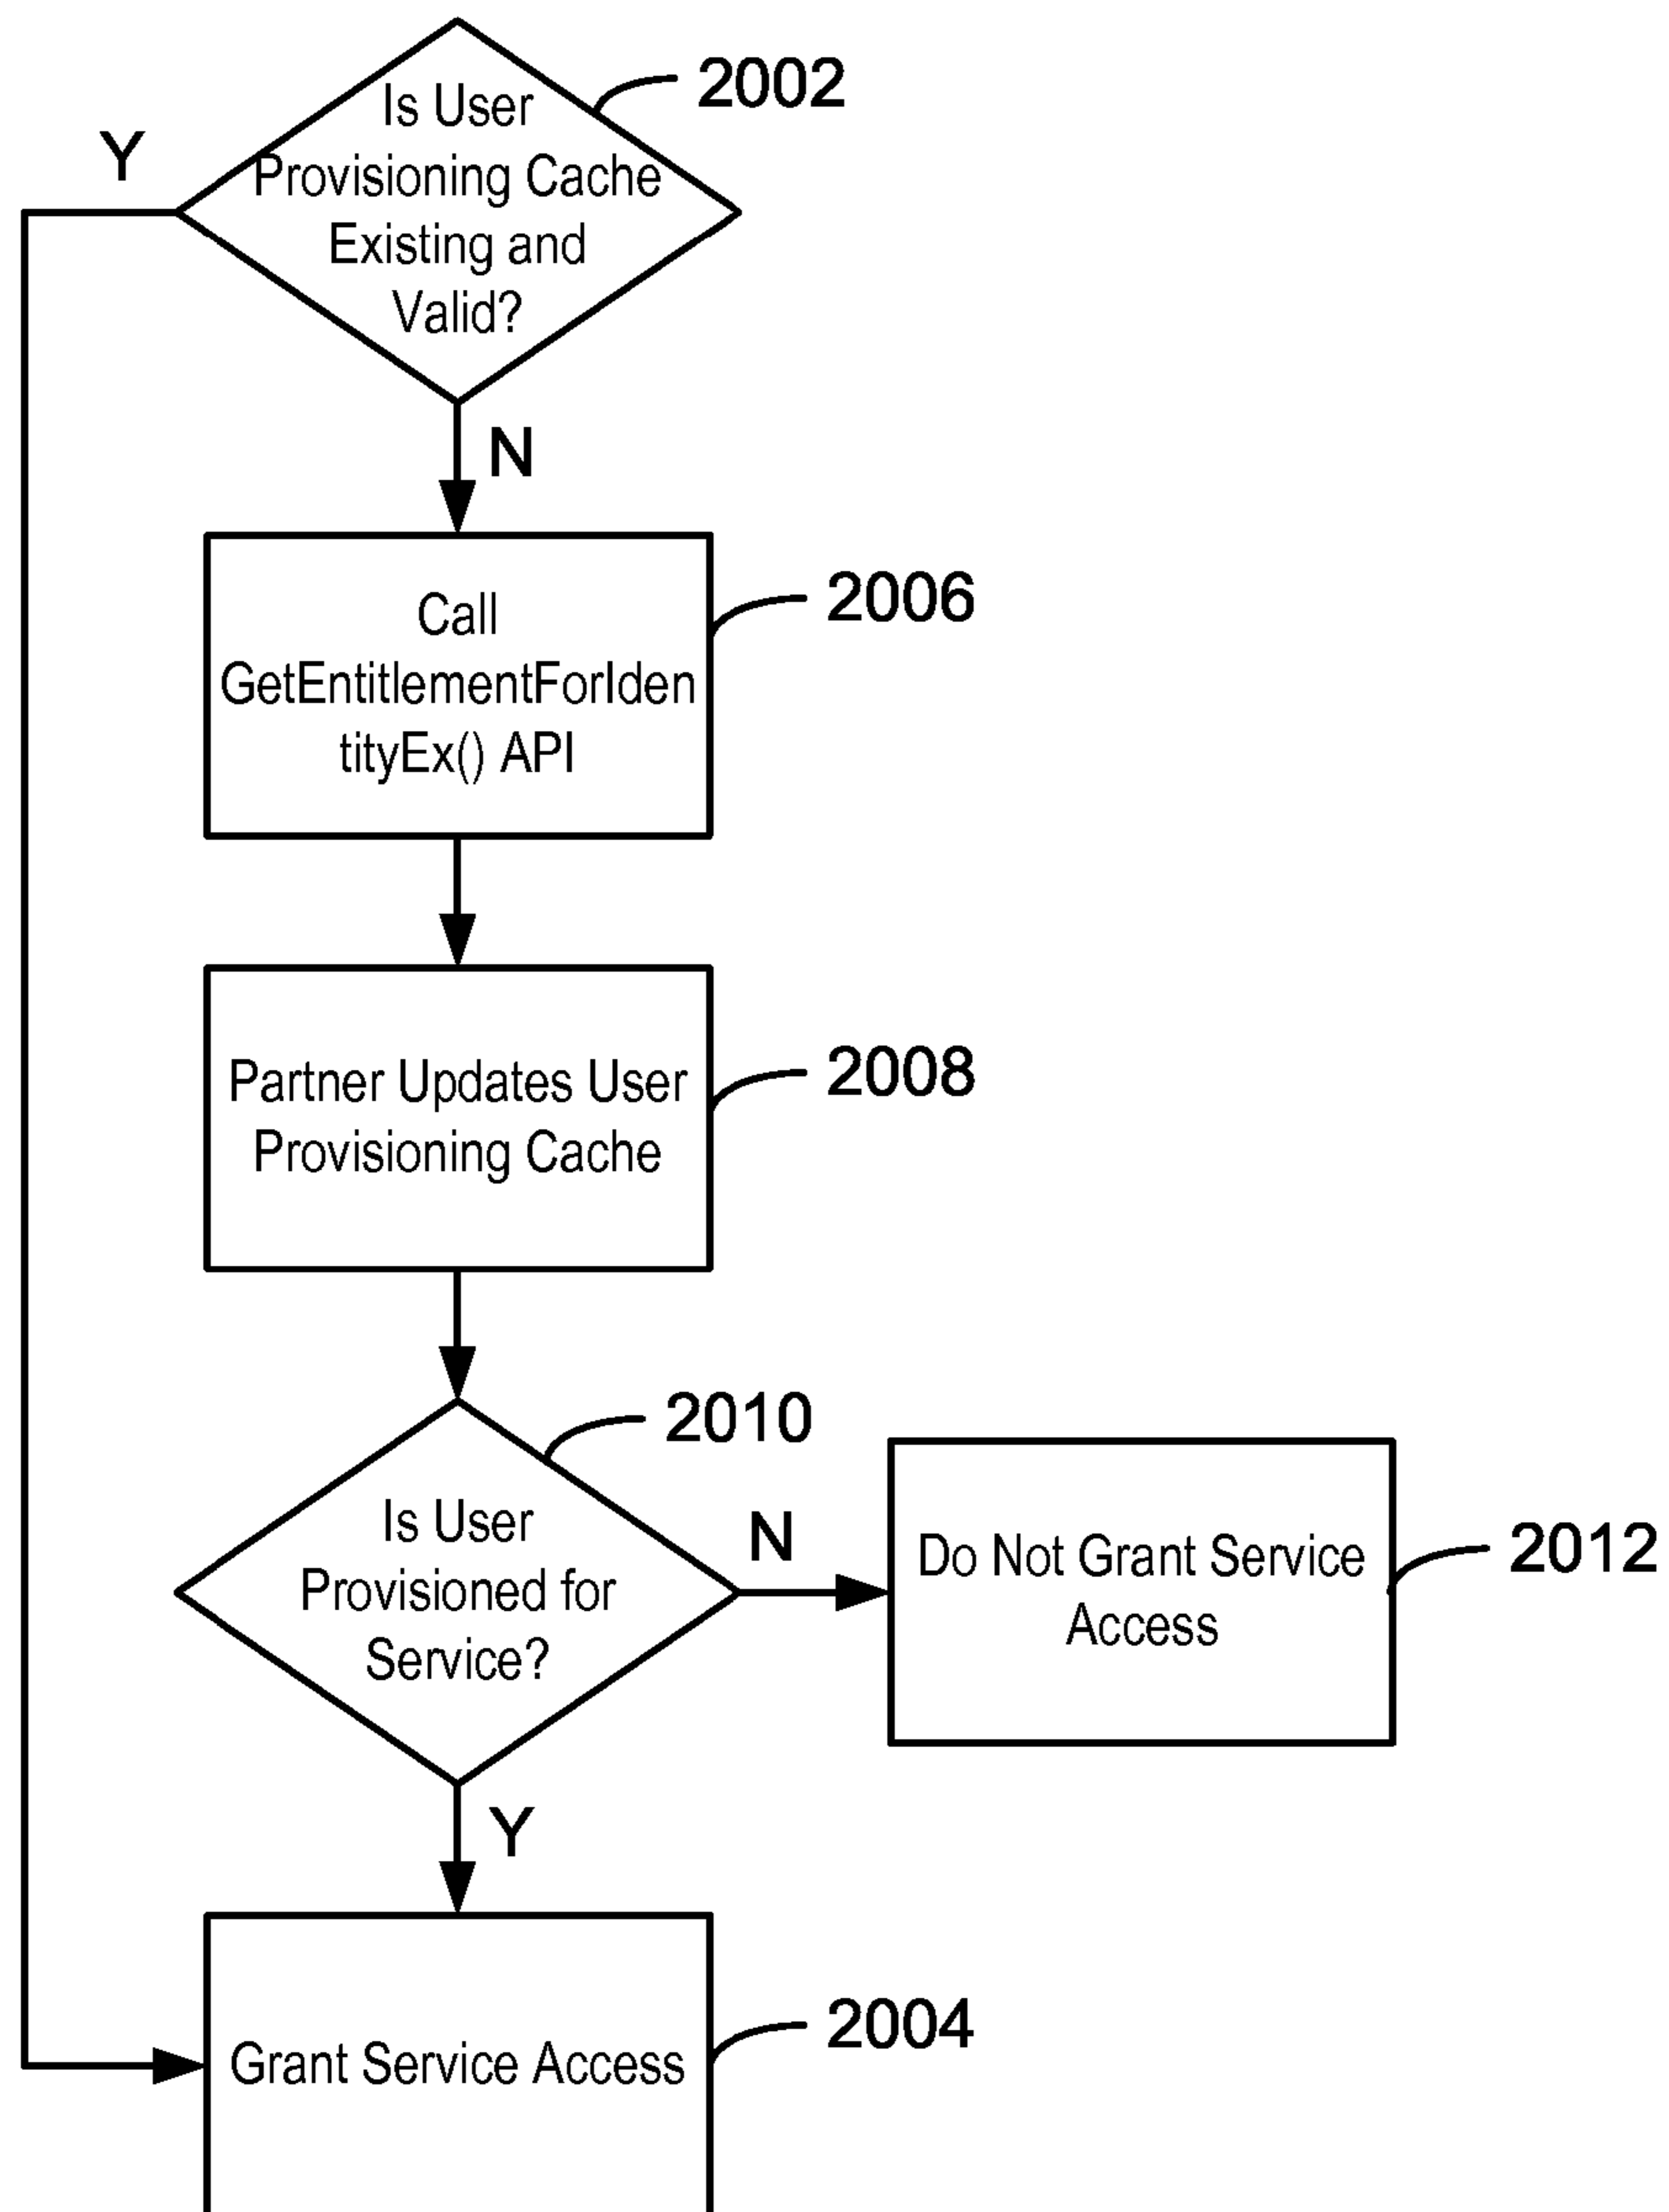 Is User
Provisioning Cache
Existing and
Valid?
2002
Y
N
Call
GetEntitlementForIden
tityEx() API
2006
Partner Updates User
Provisioning Cache
2008
Is User
Provisioned for
Service?
2010
N
Do Not Grant Service
Access
2012
Y
Grant Service Access
2004